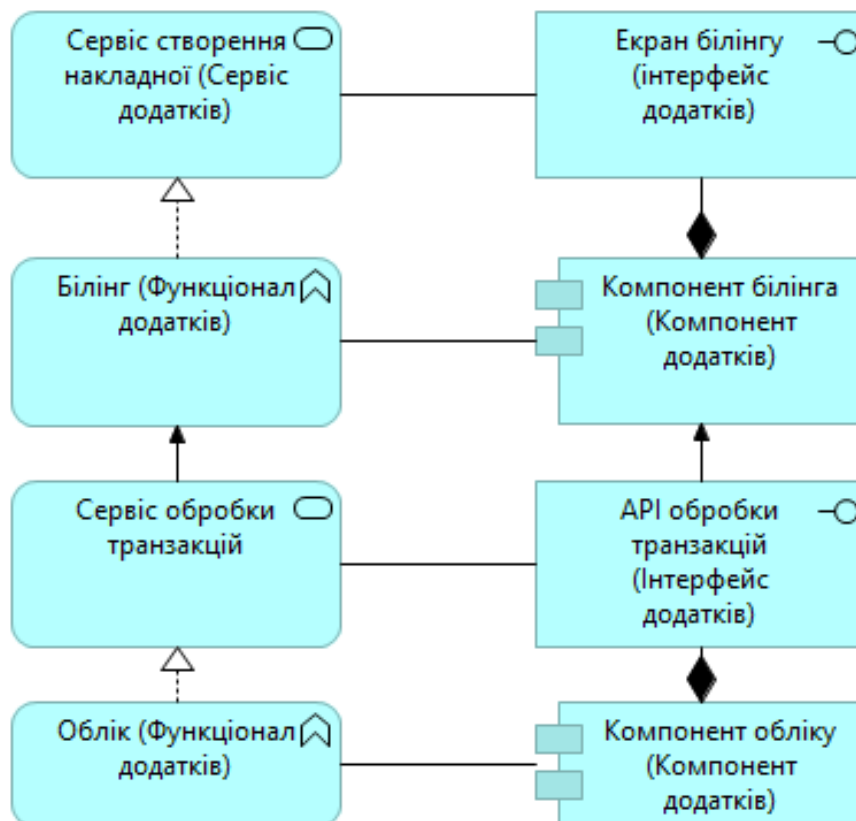 Сервіс створення
накладної (Сервіс
додатків)
Екран білінгу
(інтерфейс
додатків)
Білінг (Функціонал
додатків)
Компонент білінга
(Компонент
додатків)
Сервіс обробки
транзакцій
АРІ обробки
транзакцій
(Інтерфейс
додатків)
Облік (Функціонал
додатків)
Компонент обліку
(Компонент
додатків)